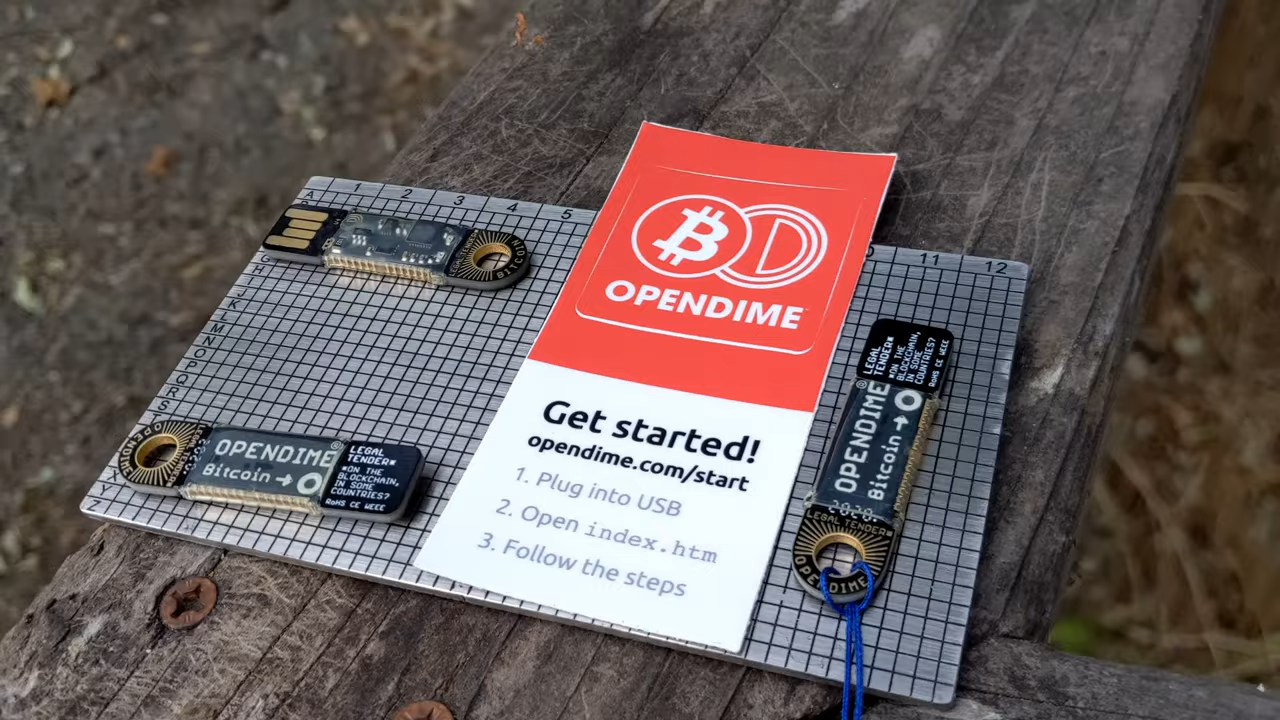 1 2 3 4 5
11 12
A
H
K
L
M
N
O
P
Q
R
S
Y
BITCOIN
OPENDIME
Get started!
opendime.com/start
1. Plug into USB
2. Open index.htm
3. Follow the steps
OPENDIME
OPENDIME®
Bitcoin →
LEGAL
TENDER*
*ON THE
BLOCKCHAIN,
IN SOME
COUNTRIES?
RoHS CE WEEE
LEGAL
TENDER*
*ON THE
BLOCKCHAIN,
IN SOME
COUNTRIES?
RoHS CE WEEE
OPENDIME®
Bitcoin →
LEGAL TENDER*
OPENDIME